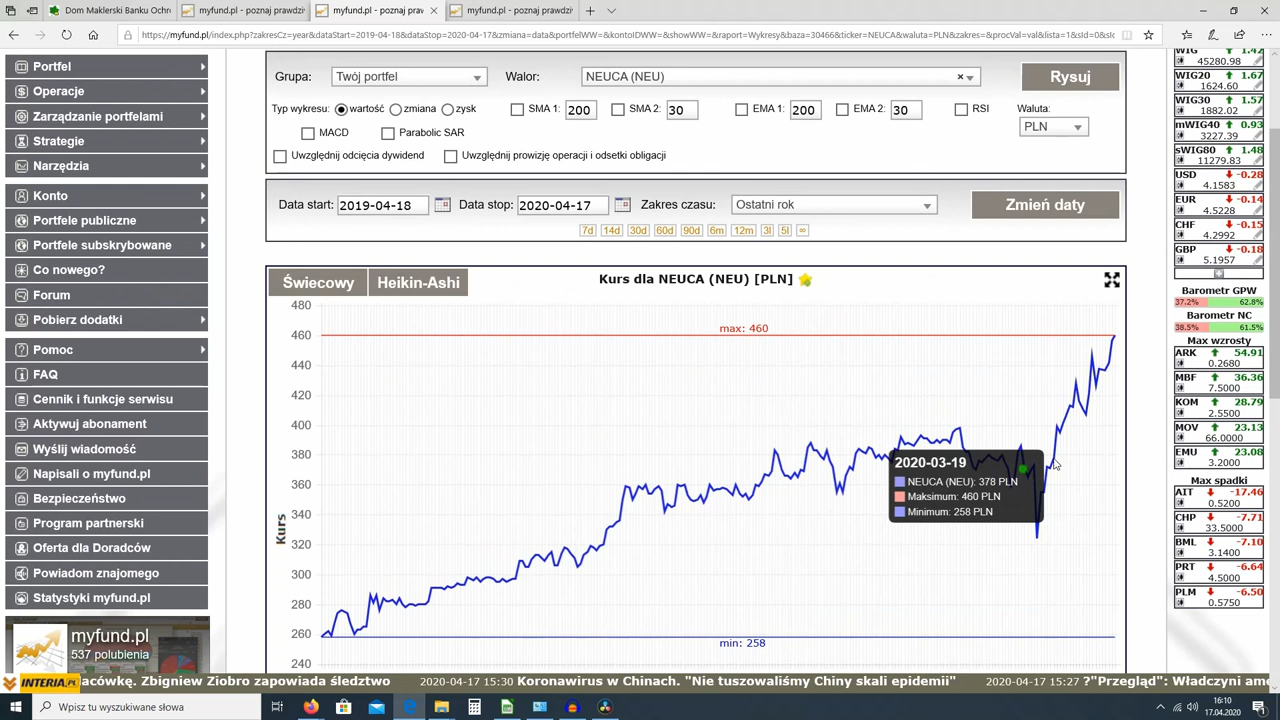 Dom Maklerski Banku Ochro
myfund.pl - poznaj prawdziw
myfund.pl - poznaj praw
myfund.pl - poznaj prawdziw
https://myfund.pl/index.php?zakresCz=year&dataStart=2019-04-18&dataStop=2020-04-17&zmiana=data&portfelWW=&kontoIDWW=&showWW=&raport=Wykresy&baza=30466&ticker=NEUCA&waluta=PLN&zakres=&procVal=val&lista=1&sId=0&slo
Portfel
Operacje
Zarządzanie portfelami
Strategie
Narzędzia
Konto
Portfele publiczne
Portfele subskrybowane
Co nowego?
Forum
Pobierz dodatki
Pomoc
FAQ
Cennik i funkcje serwisu
Aktywuj abonament
Wyślij wiadomość
Napisali o myfund.pl
Bezpieczeństwo
Program partnerski
Oferta dla Doradców
Powiadom znajomego
Statystyki myfund.pl
myfund.pl
537 polubienia
Grupa: Twój portfel Walor: NEUCA (NEU) × Rysuj
Typ wykresu: wartość zmiana zysk SMA 1: 200 SMA 2: 30 EMA 1: 200 EMA 2: 30 RSI Waluta:
PLN
MACD Parabolic SAR
Uwzględnij odcięcia dywidend Uwzględnij prowizję operacji i odsetki obligacji
Data start: 2019-04-18 Data stop: 2020-04-17 Zakres czasu: Ostatni rok Zmień daty
7d 14d 30d 60d 90d 6m 12m 3l 5l ∞
Świecowy Heikin-Ashi Kurs dla NEUCA (NEU) [PLN]
480
460
440
420
400
380
360
340
320
300
280
260
240
Kurs
max: 460
min: 258
2020-03-19
NEUCA (NEU): 378 PLN
Maksimum: 460 PLN
Minimum: 258 PLN
WIG 1.42
45280.98
WIG20 1.67
1624.60
WIG30 1.57
1882.02
mWIG40 0.93
3227.39
sWIG80 1.48
11279.83
USD -0.28
4.1583
EUR -0.14
4.5228
CHF -0.15
4.2992
GBP -0.18
5.1957
Barometr GPW
37.2% 62.8%
Barometr NC
38.5% 61.5%
Max wzrosty
ARK 54.91
0.2680
MBF 36.36
7.5000
KOM 28.79
2.5500
MOV 23.13
66.0000
EMU 23.08
3.2000
Max spadki
AIT -17.46
0.5200
CHP -7.71
33.5000
BML -7.10
3.1400
PRT -6.64
4.5000
PLM -6.50
0.5750
INTERIA.PL acówkę. Zbigniew Ziobro zapowiada śledztwo 2020-04-17 15:30 Koronawirus w Chinach. "Nie tuszowaliśmy Chiny skali epidemii" 2020-04-17 15:27 ?"Przegląd": Władczyni ame
Wpisz tu wyszukiwane słowa
16:10
17.04.2020
1